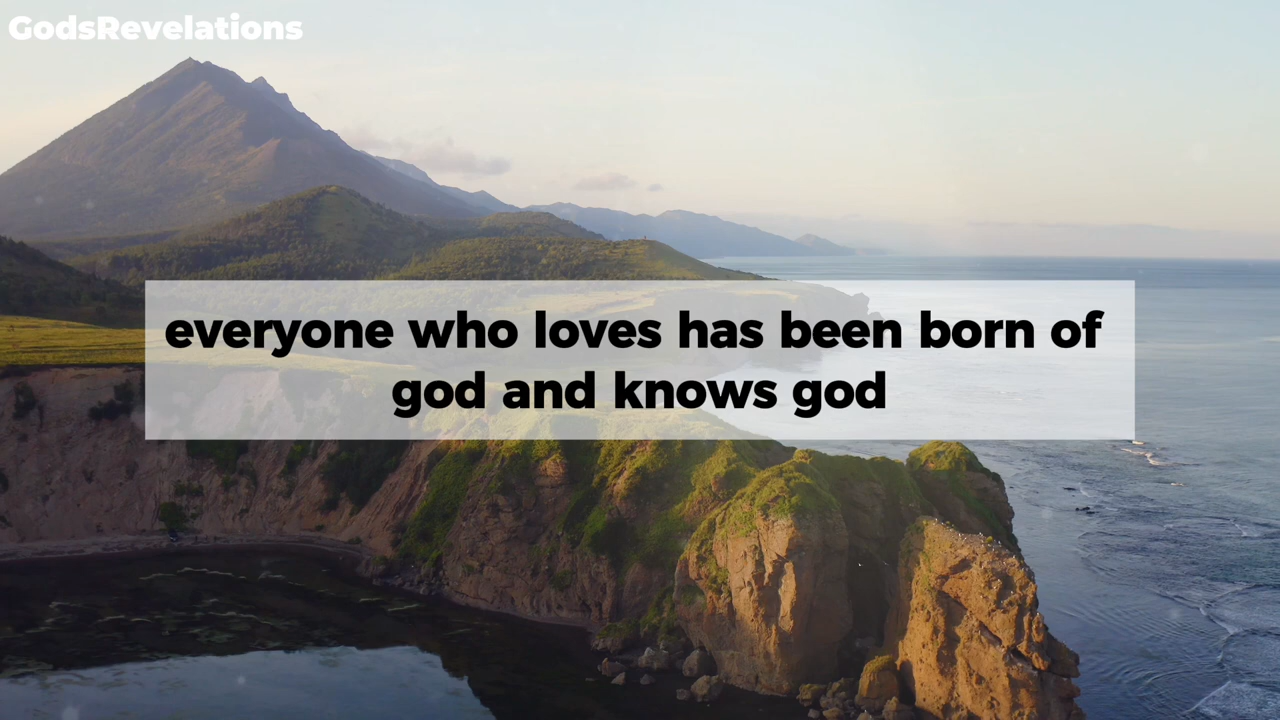 GodsRevelations
everyone who loves has been born of
god and knows god